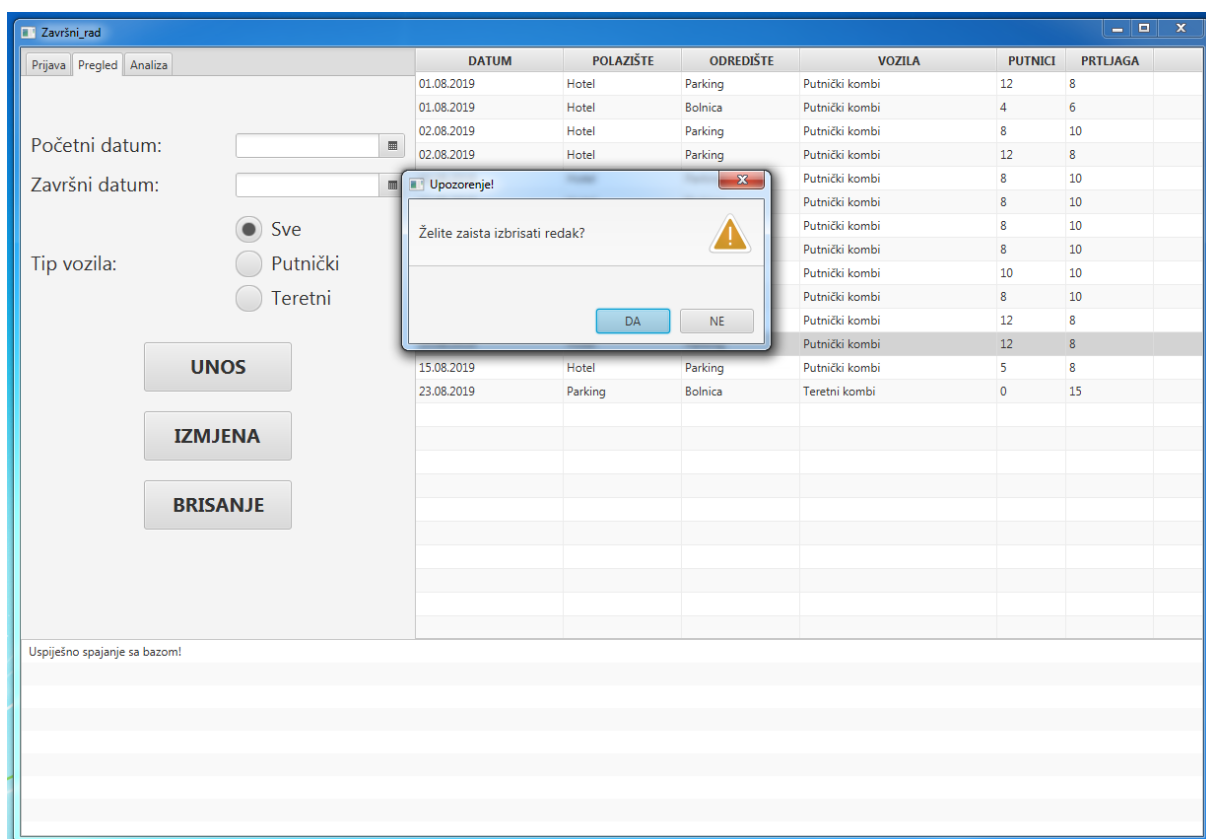 Završni_rad
Prijava Pregled Analiza
Početni datum:
Završni datum:
Tip vozila:
Sve
Putnički
Teretni
UNOS
IZMJENA
BRISANJE
DATUM POLAZIŠTE ODREDIŠTE VOZILA PUTNICI PRTLJAGA
01.08.2019 Hotel Parking Putnički kombi 12 8
01.08.2019 Hotel Bolnica Putnički kombi 4 6
02.08.2019 Hotel Parking Putnički kombi 8 10
02.08.2019 Hotel Parking Putnički kombi 12 8
Putnički kombi 8 10
Putnički kombi 8 10
Putnički kombi 8 10
Putnički kombi 8 10
Putnički kombi 10 10
Putnički kombi 8 10
Putnički kombi 12 8
Putnički kombi 12 8
15.08.2019 Hotel Parking Putnički kombi 5 8
23.08.2019 Parking Bolnica Teretni kombi 0 15
Upozorenje!
Želite zaista izbrisati redak?
DA NE
Uspiješno spajanje sa bazom!